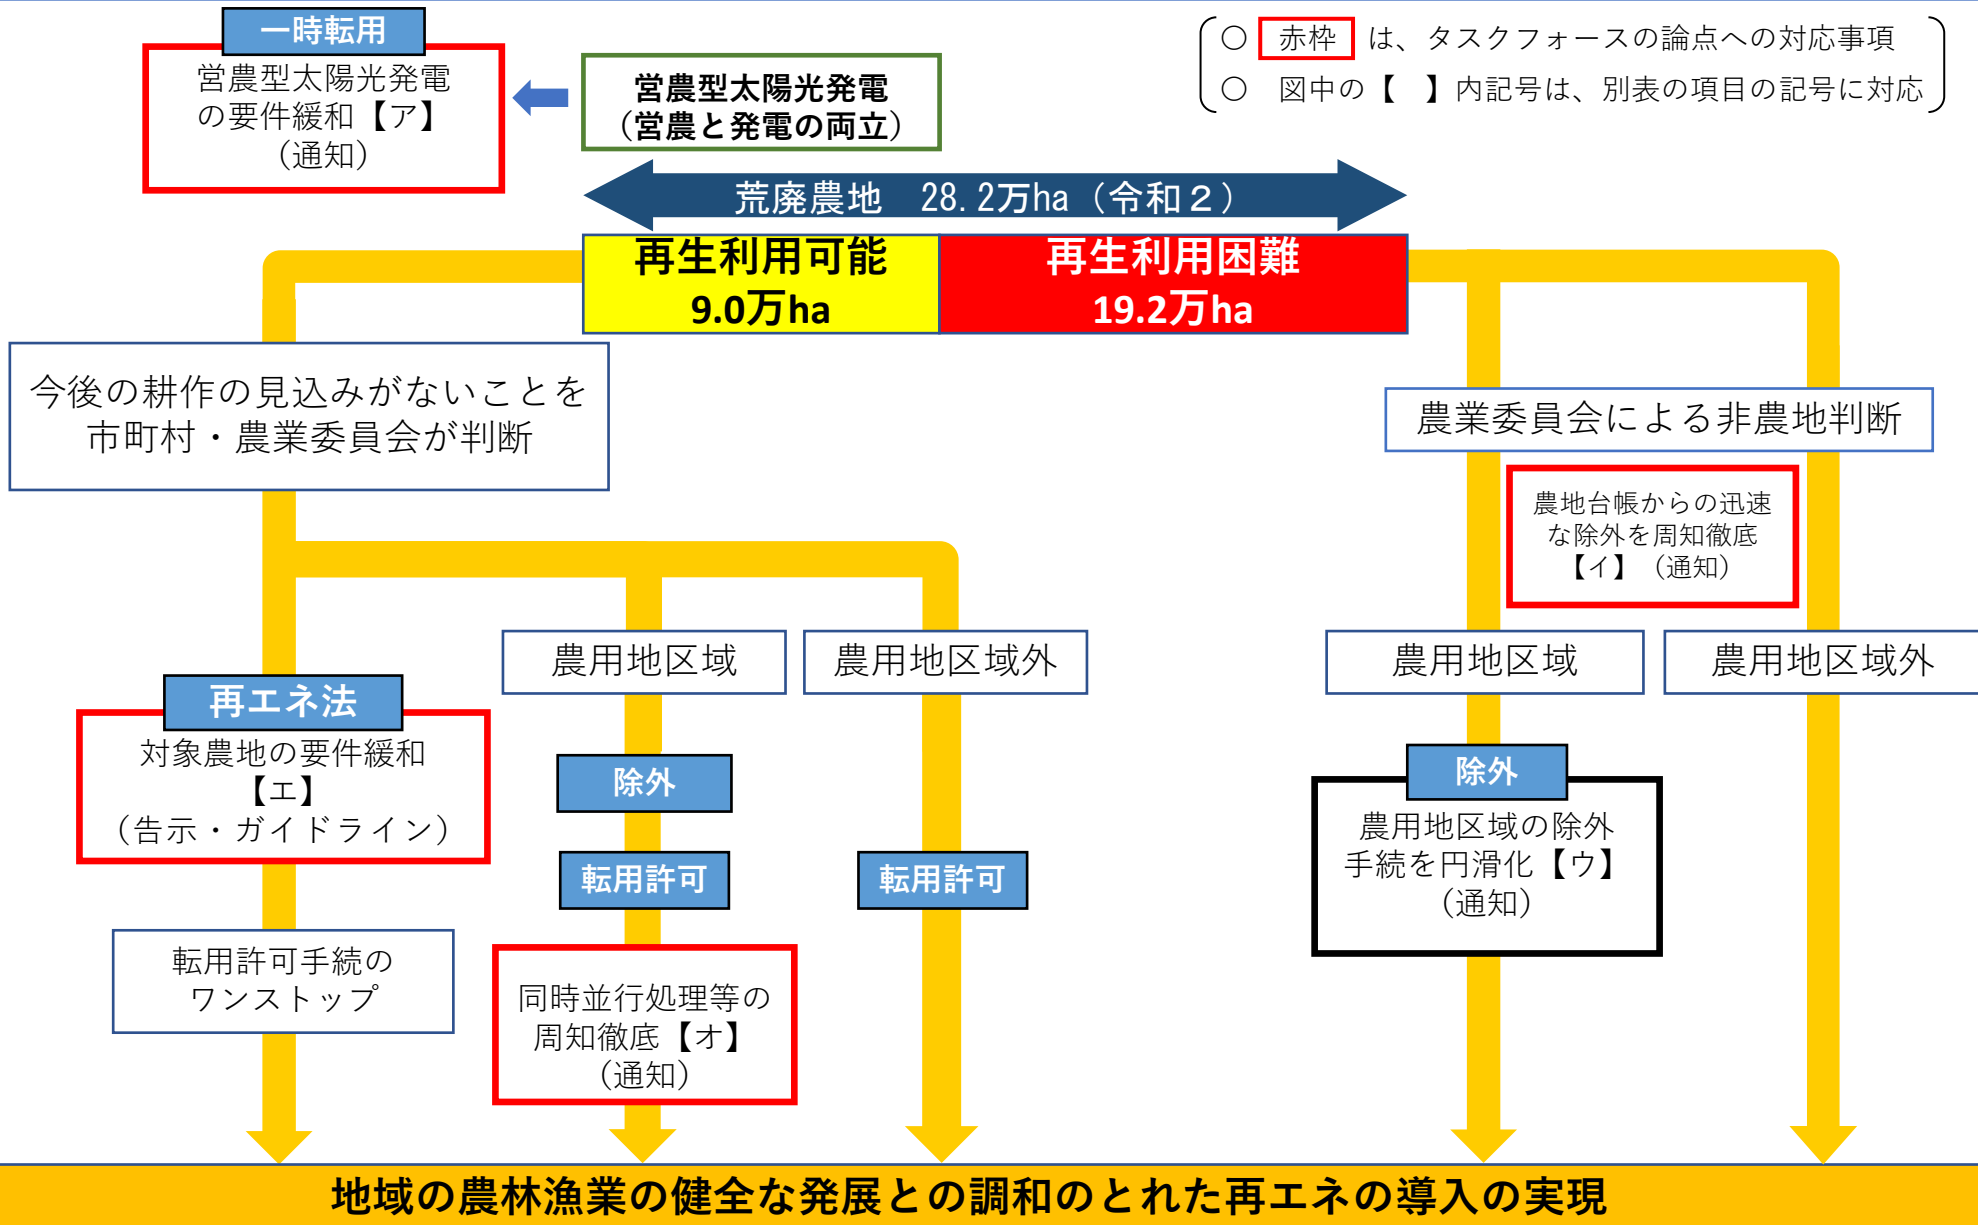 一時転用
営農型太陽光発電
の要件緩和【ア】
（通知）
営農型太陽光発電
（営農と発電の両立）
○ 赤枠 は、タスクフォースの論点への対応事項
○ 図中の【　】内記号は、別表の項目の記号に対応
荒廃農地　28.2万ha（令和２）
再生利用可能
9.0万ha
再生利用困難
19.2万ha
今後の耕作の見込みがないことを
市町村・農業委員会が判断
農業委員会による非農地判断
農地台帳からの迅速
な除外を周知徹底
【イ】（通知）
農用地区域
農用地区域外
農用地区域
農用地区域外
再エネ法
対象農地の要件緩和
【エ】
（告示・ガイドライン）
除外
転用許可
転用許可
除外
農用地区域の除外
手続を円滑化【ウ】
（通知）
転用許可手続の
ワンストップ
同時並行処理等の
周知徹底【オ】
（通知）
地域の農林漁業の健全な発展との調和のとれた再エネの導入の実現